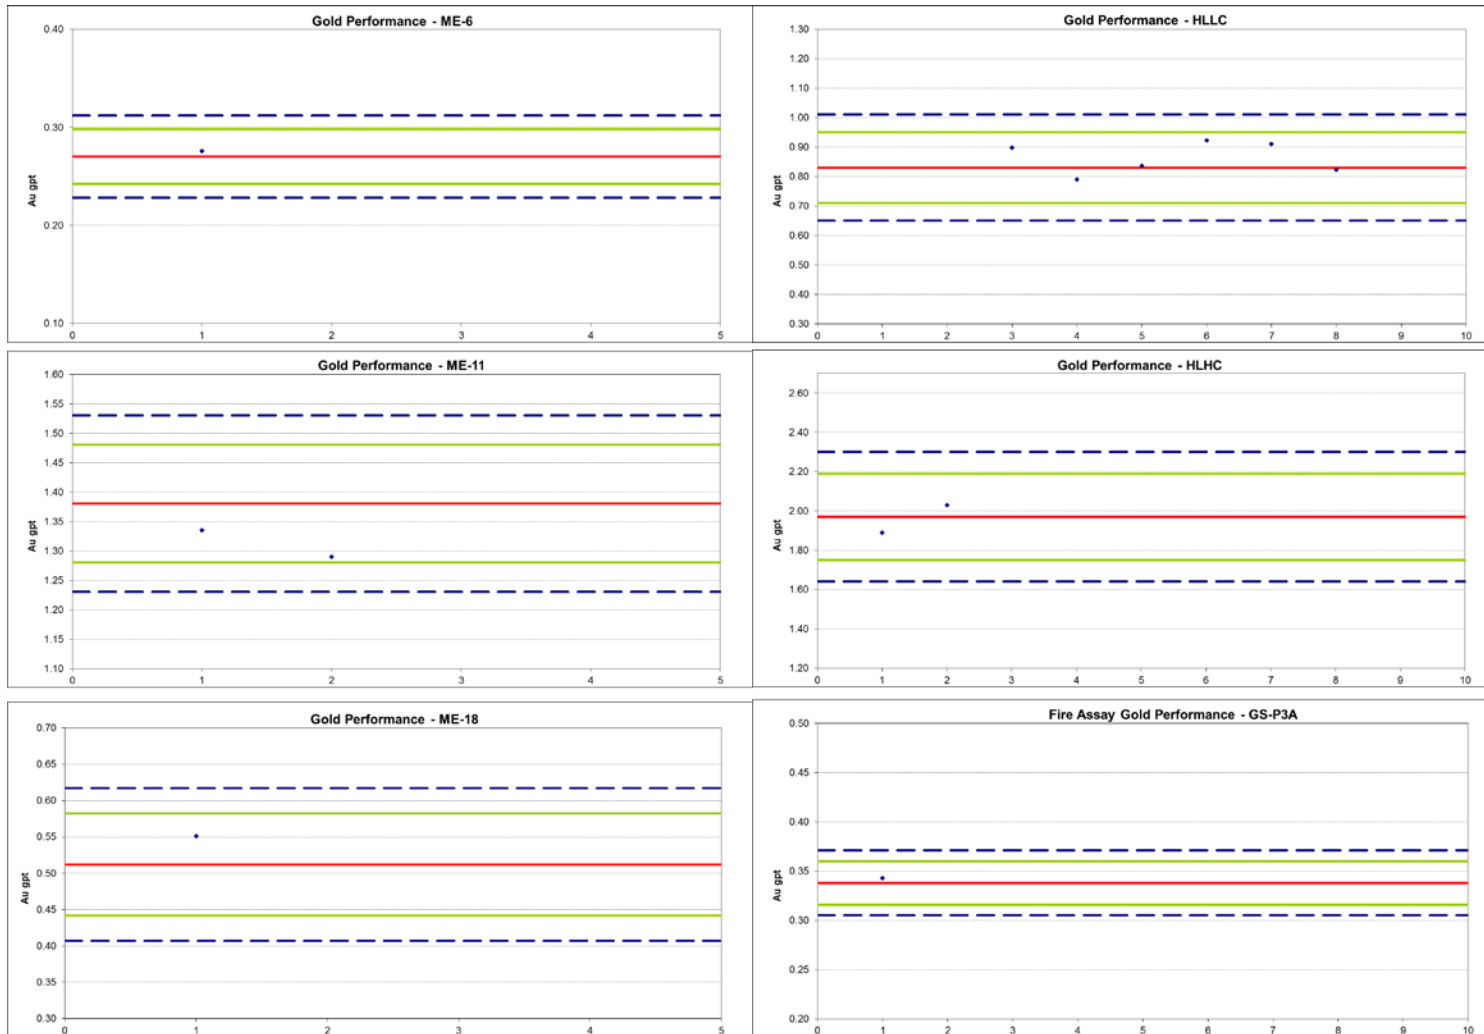 Gold Performance - ME-6
0.40
0.30
0.20
0.10
Au gpt
0 1 2 3 4 5
Gold Performance - HLLC
1.30
1.20
1.10
1.00
0.90
0.80
0.70
0.60
0.50
0.40
0.30
Au gpt
0 1 2 3 4 5 6 7 8 9 10
Gold Performance - ME-11
1.60
1.55
1.50
1.45
1.40
1.35
1.30
1.25
1.20
1.15
1.10
Au gpt
0 1 2 3 4 5
Gold Performance - HLHC
2.60
2.40
2.20
2.00
1.80
1.60
1.40
1.20
Au gpt
0 1 2 3 4 5 6 7 8 9 10
Gold Performance - ME-18
0.70
0.65
0.60
0.55
0.50
0.45
0.40
0.35
0.30
Au gpt
0 1 2 3 4 5
Fire Assay Gold Performance - GS-P3A
0.50
0.45
0.40
0.35
0.30
0.25
0.20
Au gpt
0 1 2 3 4 5 6 7 8 9 10